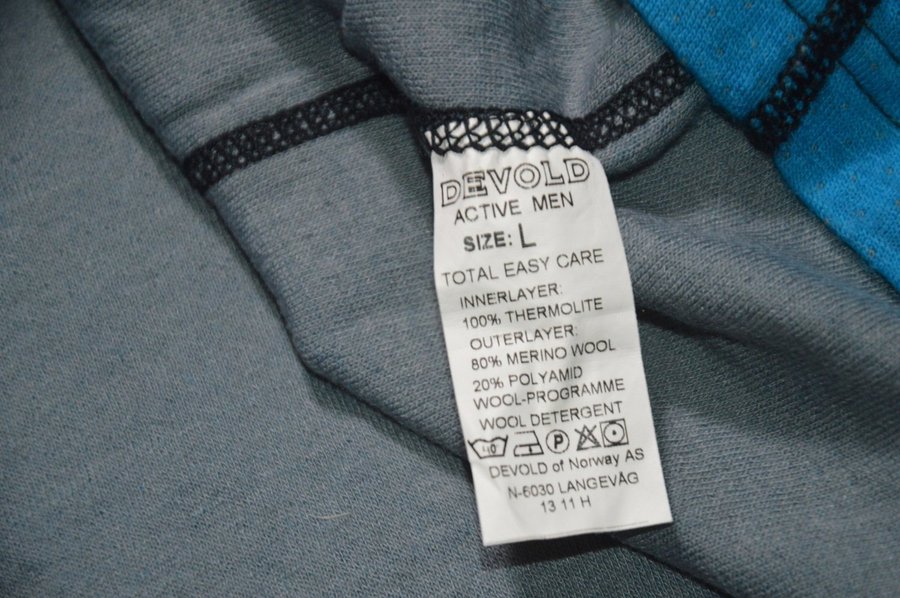 DEVOLD
ACTIVE MEN
SIZE: L
TOTAL EASY CARE
INNERLAYER:
100% THERMOLITE
OUTERLAYER:
80% MERINO WOOL
20% POLYAMID
WOOL-PROGRAMME
WOOL DETERGENT
40 P
DEVOLD of Norway AS
N-6030 LANGEVÅG
13 11 H